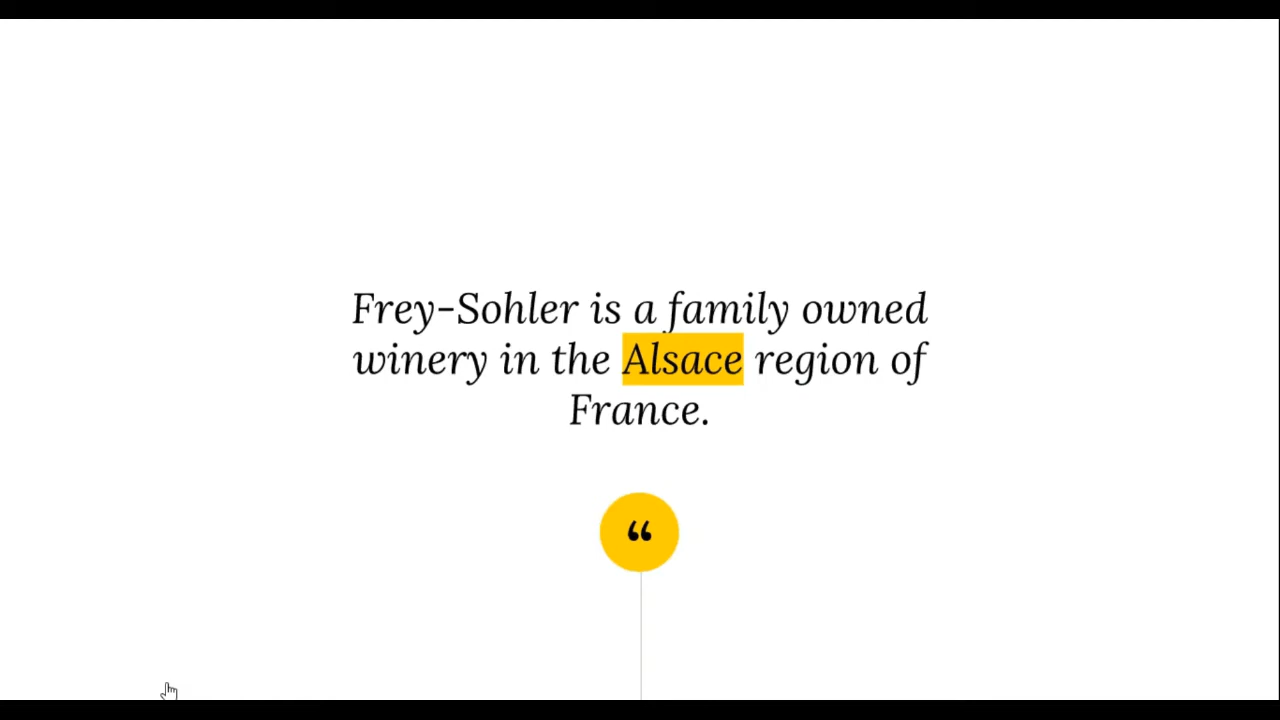 Frey-Sohler is a family owned
winery in the Alsace region of
France.
“